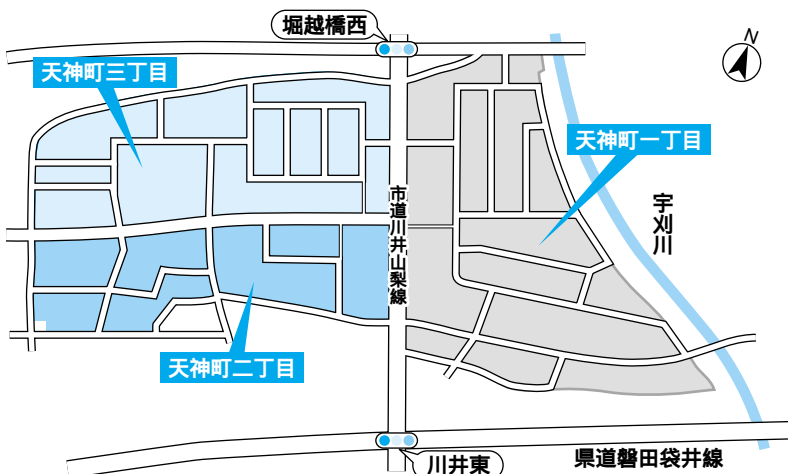 堀越橋西
N
天神町三丁目
天神町一丁目
市道川井山梨線
宇刈川
天神町二丁目
川井東
県道磐田袋井線